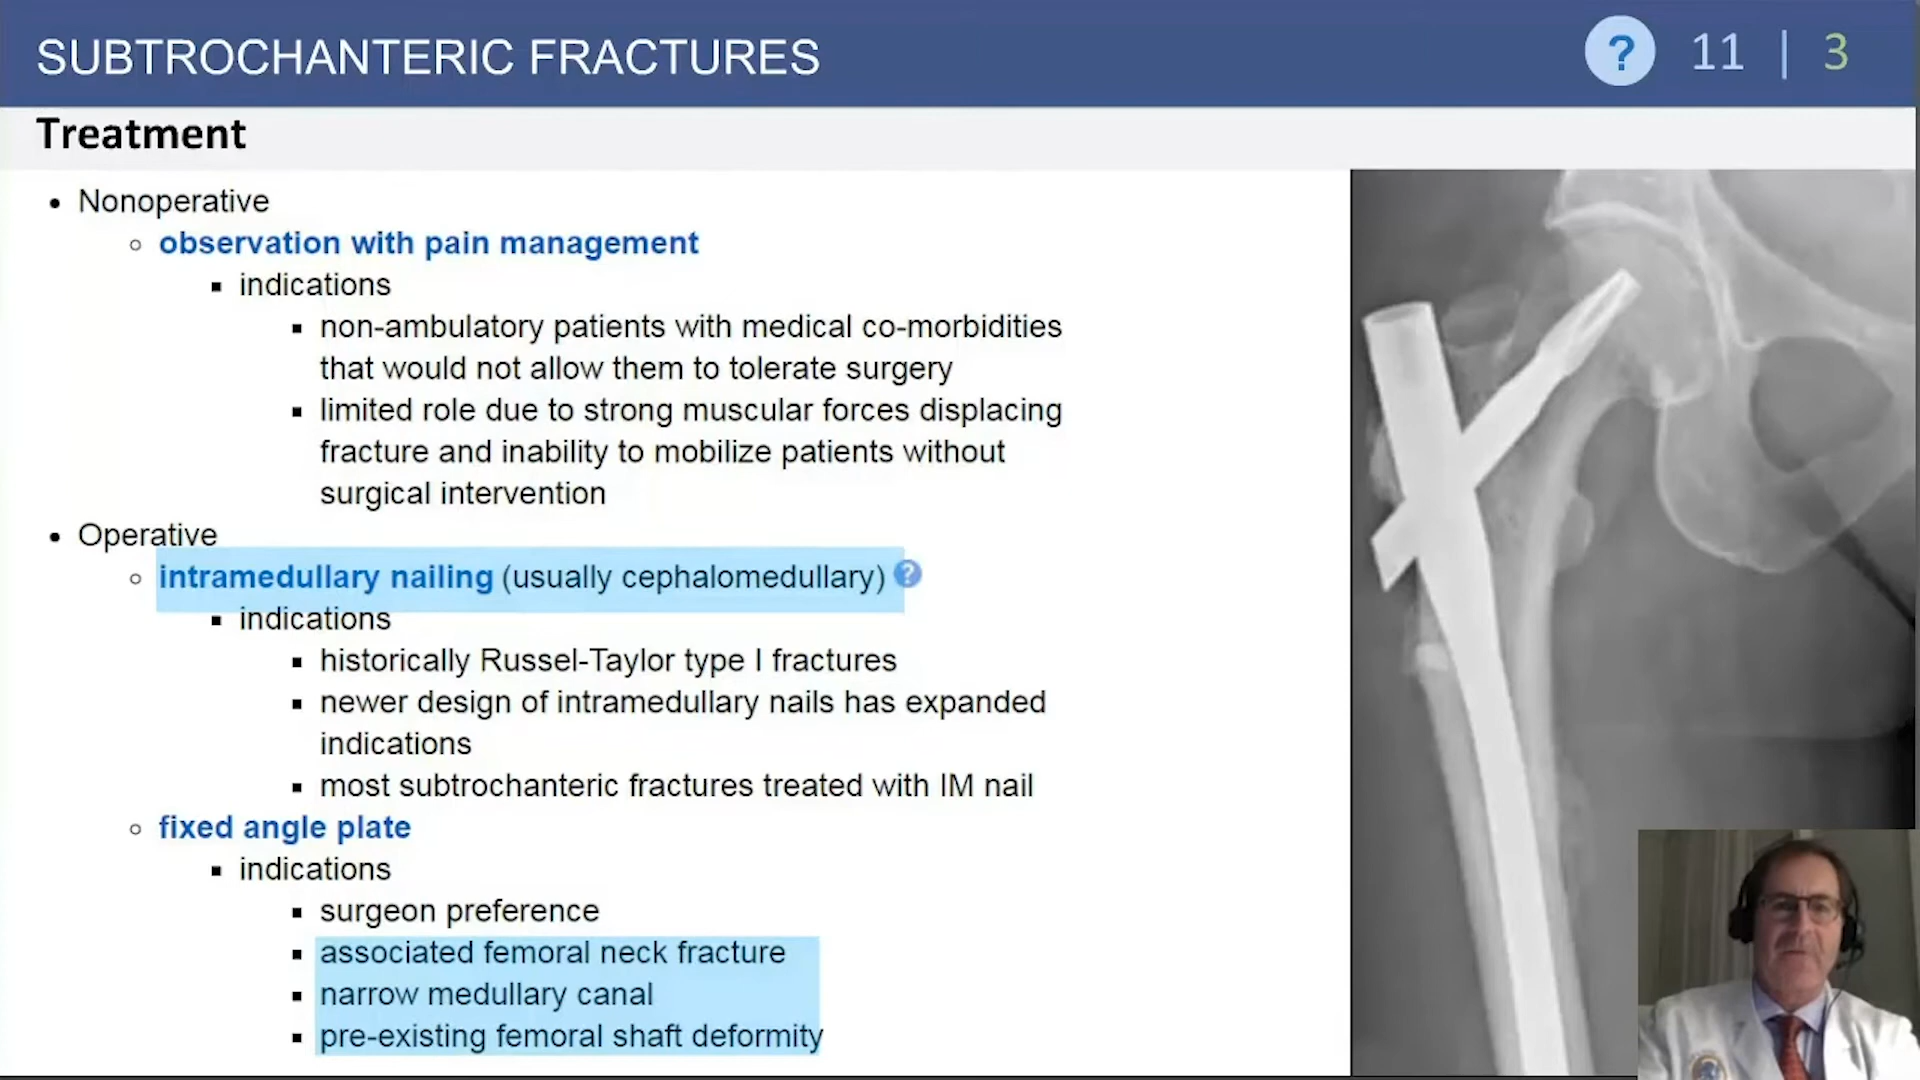 SUBTROCHANTERIC FRACTURES
? 11 | 3
Treatment
• Nonoperative
○ observation with pain management
▪ indications
▪ non-ambulatory patients with medical co-morbidities
that would not allow them to tolerate surgery
▪ limited role due to strong muscular forces displacing
fracture and inability to mobilize patients without
surgical intervention
• Operative
○ intramedullary nailing (usually cephalomedullary) ?
▪ indications
▪ historically Russel-Taylor type I fractures
▪ newer design of intramedullary nails has expanded
indications
▪ most subtrochanteric fractures treated with IM nail
○ fixed angle plate
▪ indications
▪ surgeon preference
▪ associated femoral neck fracture
▪ narrow medullary canal
▪ pre-existing femoral shaft deformity